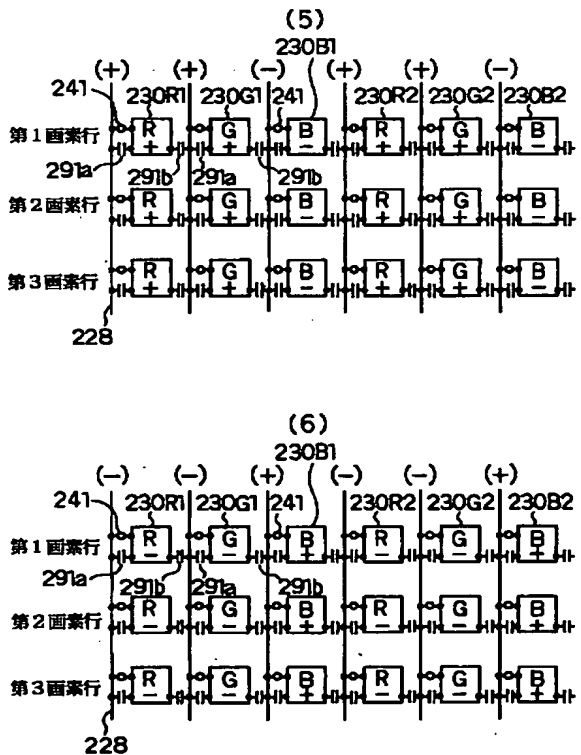 (5)
230B1
(+) (+) (−) (+) (+) (−)
241 230R1 230G1 241 230R2 230G2 230B2
第1画素行 R + G + B − R + G + B −
291a 291b 291a 291b
第2画素行 R + G + B − R + G + B −
第3画素行 R + G + B − R + G + B −
228
(6)
230B1
(−) (−) (+) (−) (−) (+)
241 230R1 230G1 241 230R2 230G2 230B2
第1画素行 R − G − B + R − G − B +
291a 291b 291a 291b
第2画素行 R − G − B + R − G − B +
第3画素行 R − G − B + R − G − B +
228